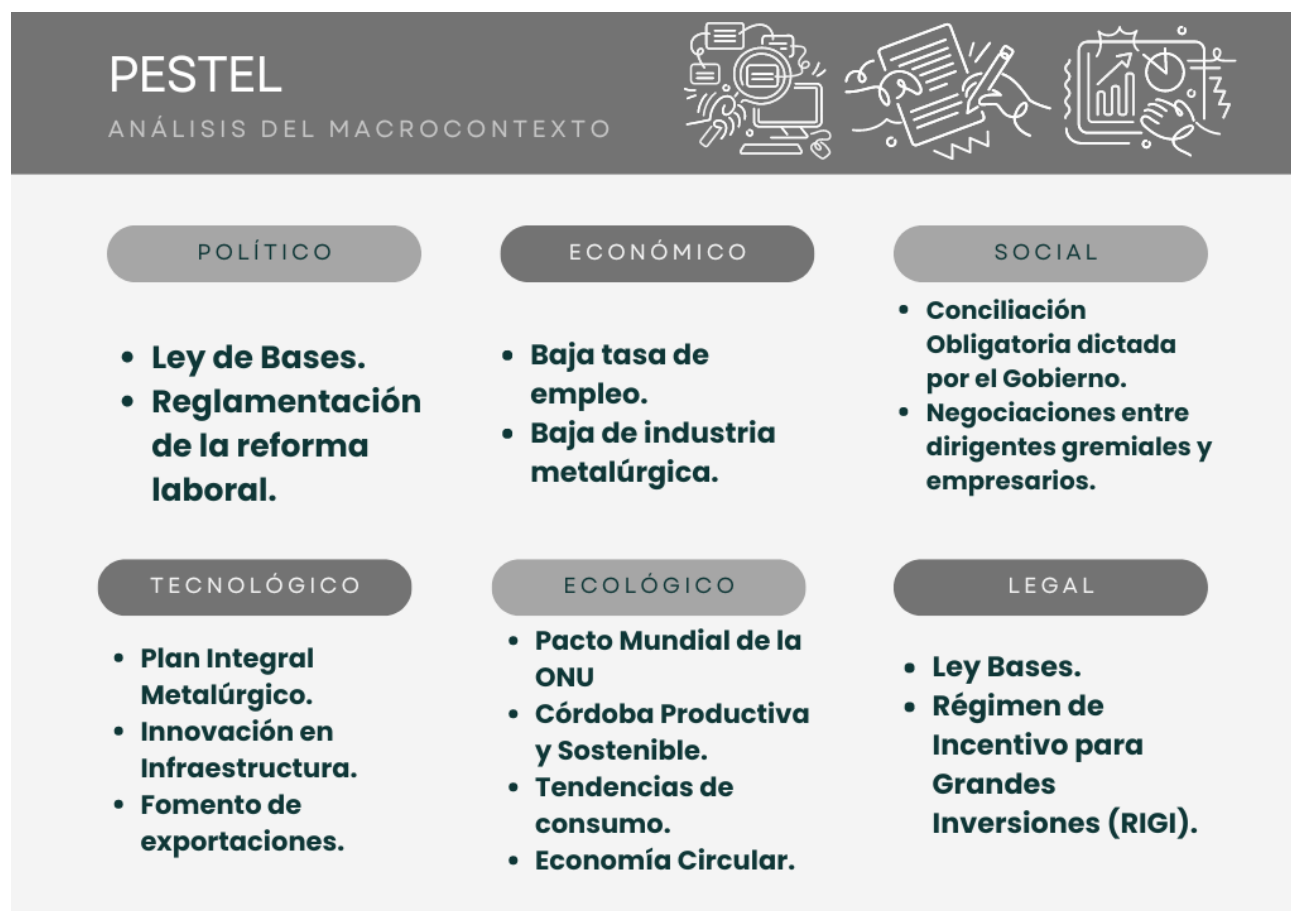 PESTEL
ANÁLISIS DEL MACROCONTEXTO
POLÍTICO
• Ley de Bases.
• Reglamentación
de la reforma
laboral.
ECONÓMICO
• Baja tasa de
empleo.
• Baja de industria
metalúrgica.
SOCIAL
• Conciliación
Obligatoria dictada
por el Gobierno.
• Negociaciones entre
dirigentes gremiales y
empresarios.
TECNOLÓGICO
• Plan Integral
Metalúrgico.
• Innovación en
Infraestructura.
• Fomento de
exportaciones.
ECOLÓGICO
• Pacto Mundial de la
ONU
• Córdoba Productiva
y Sostenible.
• Tendencias de
consumo.
• Economía Circular.
LEGAL
• Ley Bases.
• Régimen de
Incentivo para
Grandes
Inversiones (RIGI).